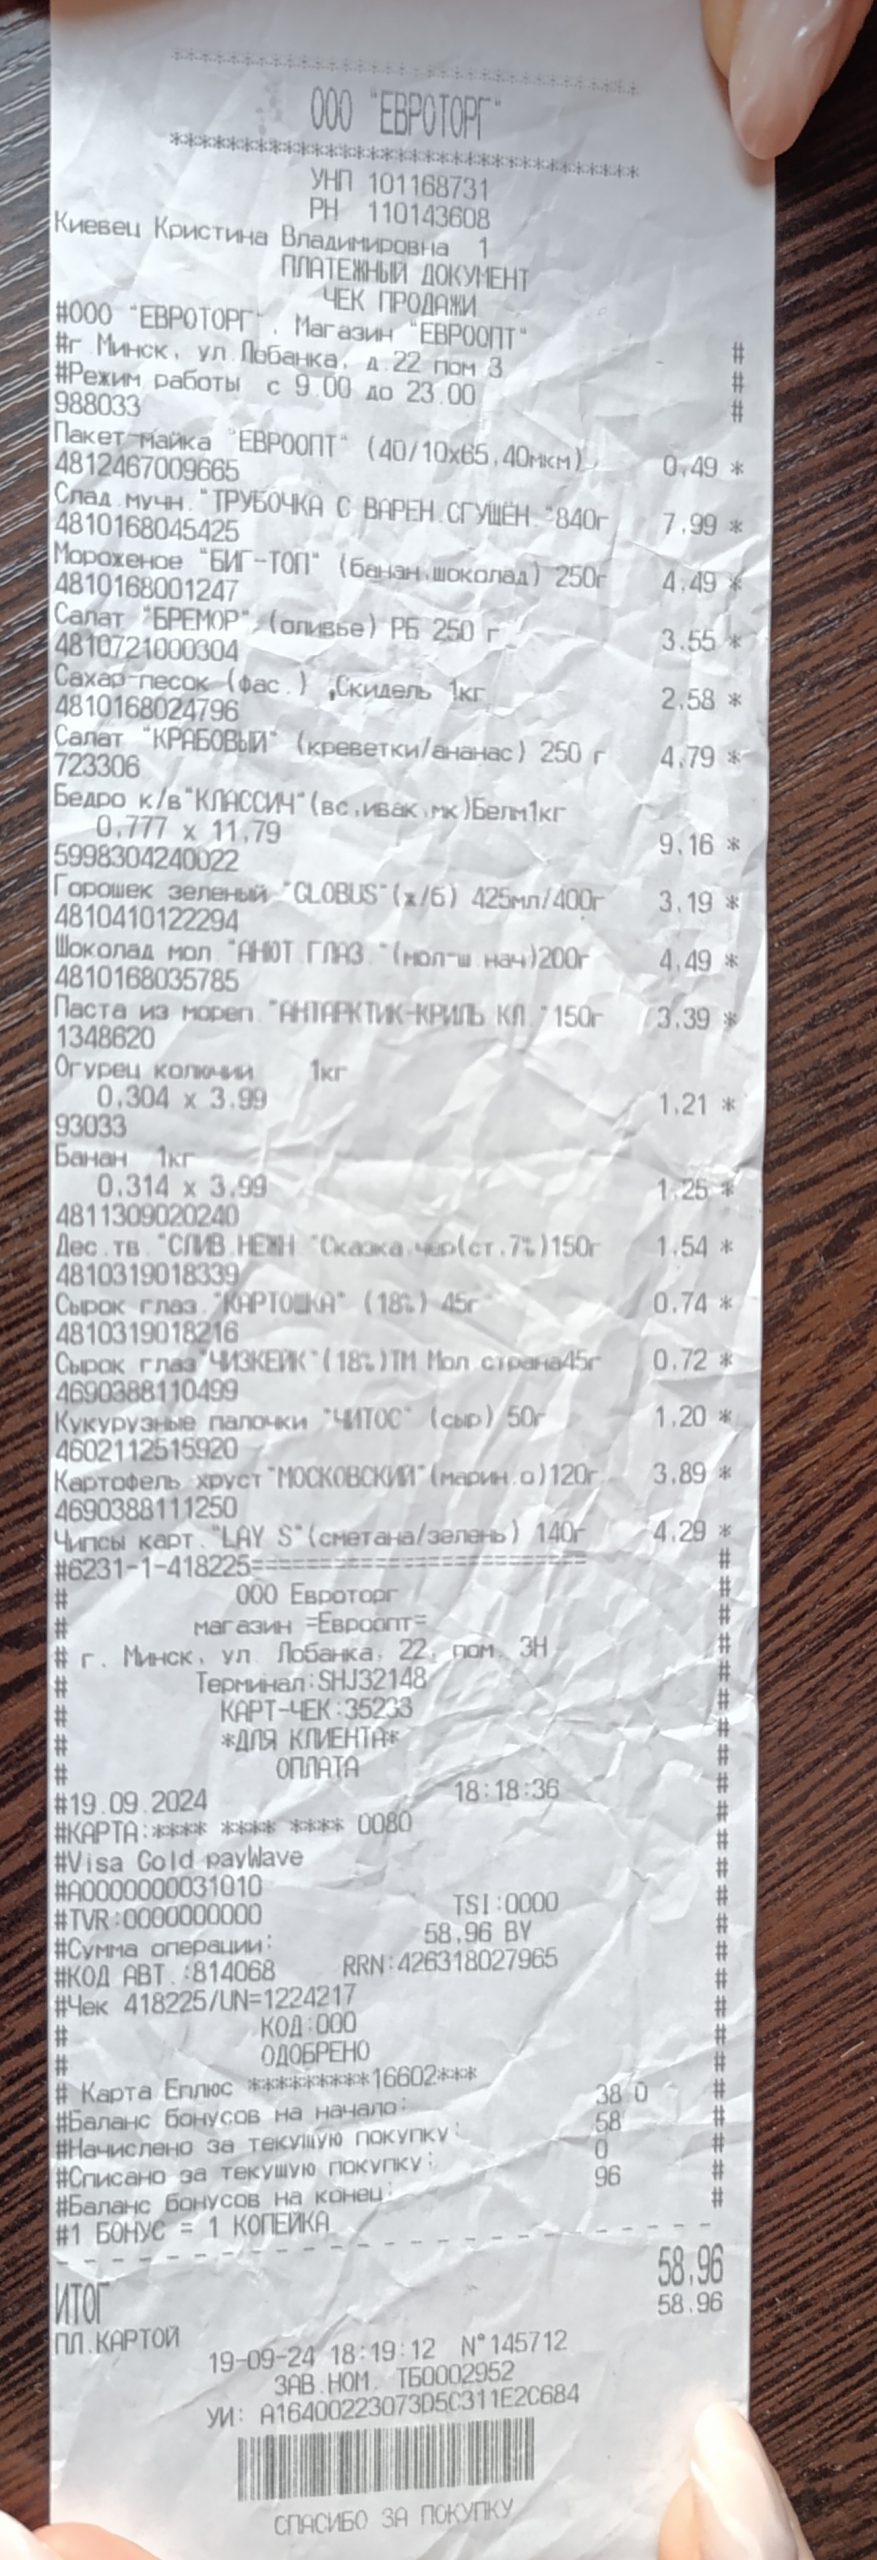 *********************************
ООО "ЕВРОТОРГ"
*********************************
УНП 101168731
РН 110143608
Киевец Кристина Владимировна 1
ПЛАТЕЖНЫЙ ДОКУМЕНТ
ЧЕК ПРОДАЖИ
#ООО "ЕВРОТОРГ", Магазин "ЕВРООПТ" #
#г.Минск, ул.Лобанка, д.22 пом 3 #
#Режим работы с 9.00 до 23.00 #
988033
Пакет-майка "ЕВРООПТ" (40/10х65,40мкм) 0,49 *
4812467009665
Слад.мучн."ТРУБОЧКА С ВАРЕН.СГУЩЕН."840г 7,99 *
4810168045425
Мороженое "БИГ-ТОП" (банан,шоколад) 250г 4,49 *
4810168001247
Салат "БРЕМОР",(оливье) РБ 250 г 3,55 *
4810721000304
Сахар-песок (фас.) ,Скидель 1кг 2,58 *
4810168024796
Салат "КРАБОВЫЙ" (креветки/ананас) 250 г 4,79 *
723306
Бедро к/в"КЛАССИЧ"(вс,ивак,мк)Белм1кг
0,777 x 11,79 9,16 *
5998304240022
Горошек зеленый "GLOBUS"(ж/б) 425мл/400г 3,19 *
4810410122294
Шоколад мол."АНЮТ.ГЛАЗ."(мол-ш.нач)200г 4,49 *
4810168035785
Паста из мореп."АНТАРКТИК-КРИЛЬ КЛ."150г 3,39 *
1348620
Огурец колючий 1кг
0,304 x 3,99 1,21 *
93033
Банан 1кг
0,314 x 3,99 1,25 *
4811309020240
Дес.тв."СЛИВ.НЕЖН."Сказка,чер(ст,7%)150г 1,54 *
4810319018339
Сырок глаз."КАРТОШКА" (18%) 45г 0,74 *
4810319018216
Сырок глаз"ЧИЗКЕЙК"(18%)ТМ Мол.страна45г 0,72 *
4690388110499
Кукурузные палочки "ЧИТОС" (сыр) 50г 1,20 *
4602112515920
Картофель хруст"МОСКОВСКИЙ"(марин.о)120г 3,89 *
4690388111250
Чипсы карт."LAY S"(сметана/зелень) 140г 4,29 *
#6231-1-418225========================= #
# ООО Евроторг #
# магазин =Евроопт= #
# г. Минск, ул. Лобанка, 22, пом. 3Н #
# Терминал:SHJ32148 #
# КАРТ-ЧЕК:35233 #
# *ДЛЯ КЛИЕНТА* #
# ОПЛАТА #
#19.09.2024 18:18:36 #
#КАРТА:**** **** **** 0080 #
#Visa Gold payWave #
#A0000000031010 #
#TVR:0000000000 TSI:0000 #
#Сумма операции: 58,96 BY #
#КОД АВТ.:814068 RRN:426318027965 #
#Чек 418225/UN=1224217 #
# КОД:000 #
# ОДОБРЕНО #
# Карта Еплюс *********16602*** #
#Баланс бонусов на начало: 38 0 #
#Начислено за текущую покупку: 58 #
#Списано за текущую покупку: 0 #
#Баланс бонусов на конец: 96 #
#1 БОНУС = 1 КОПЕЙКА #
ИТОГ 58,96
ПЛ.КАРТОЙ 58.96
19-09-24 18:19:12 N°145712
ЗАВ.НОМ. ТБ0002952
УИ: A16400223073D5C311E2C684
СПАСИБО ЗА ПОКУПКУ